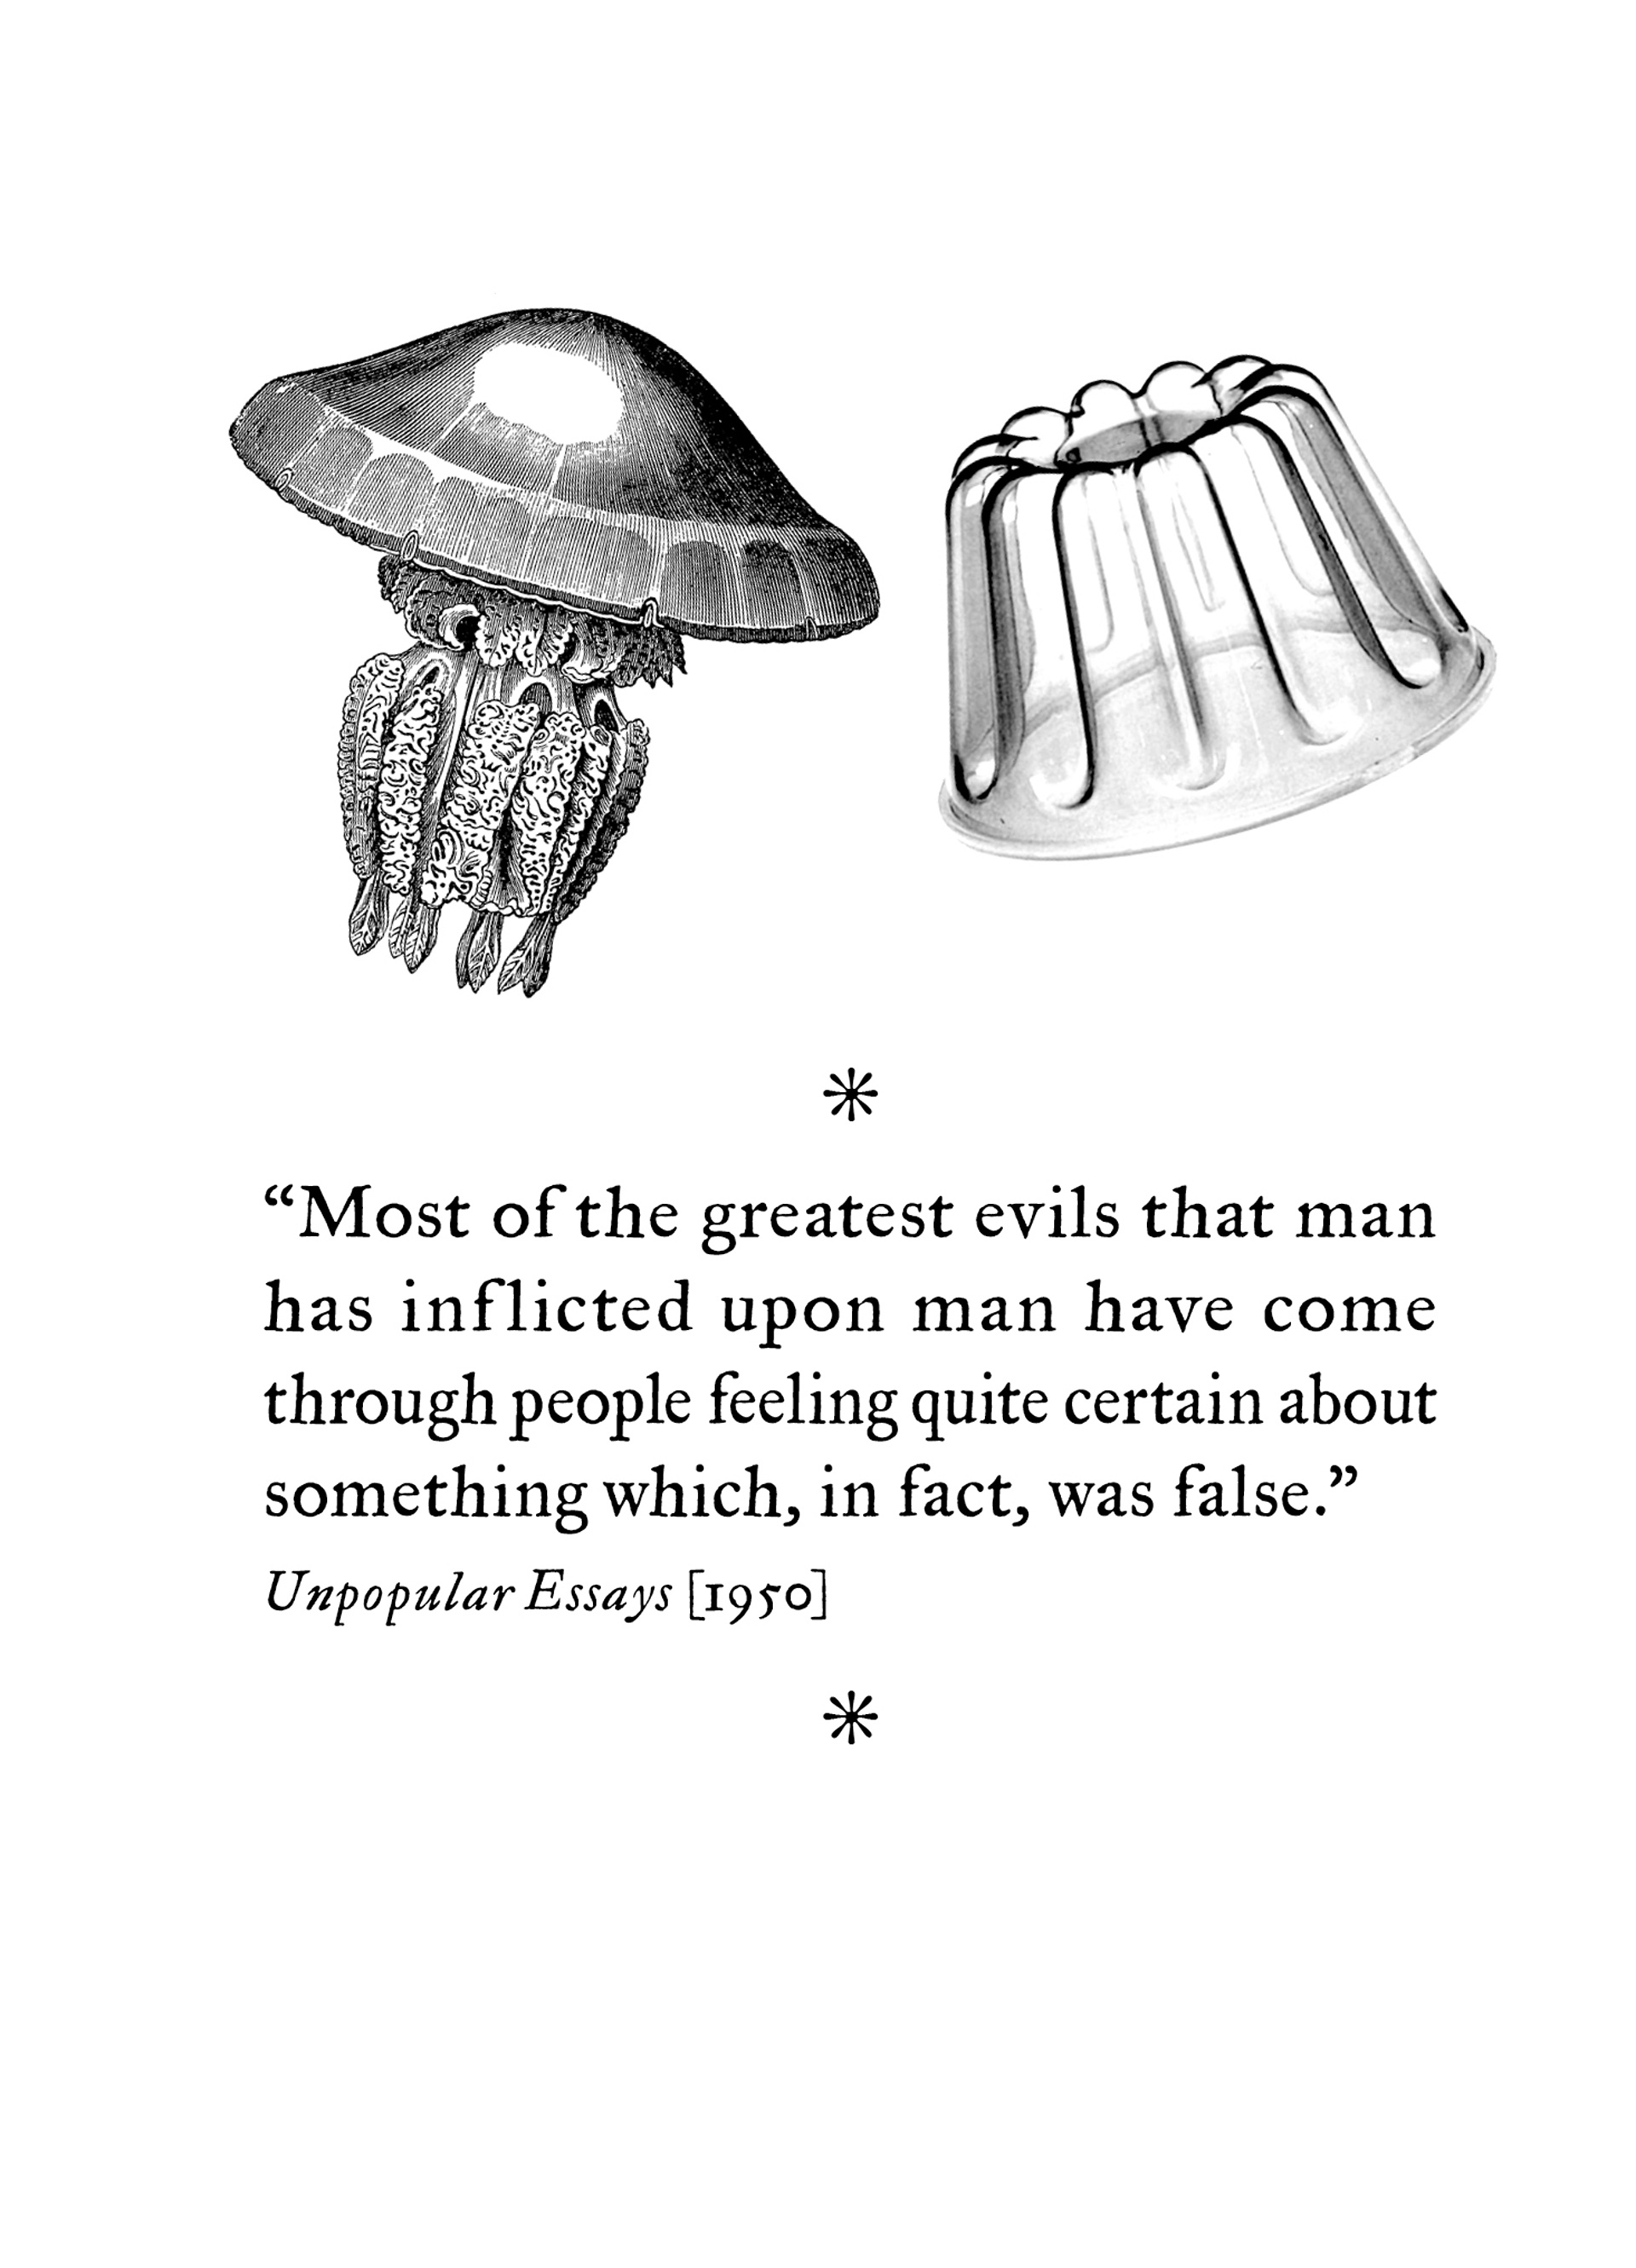 “Most of the greatest evils that man
has inflicted upon man have come
through people feeling quite certain about
something which, in fact, was false.”
Unpopular Essays [1950]